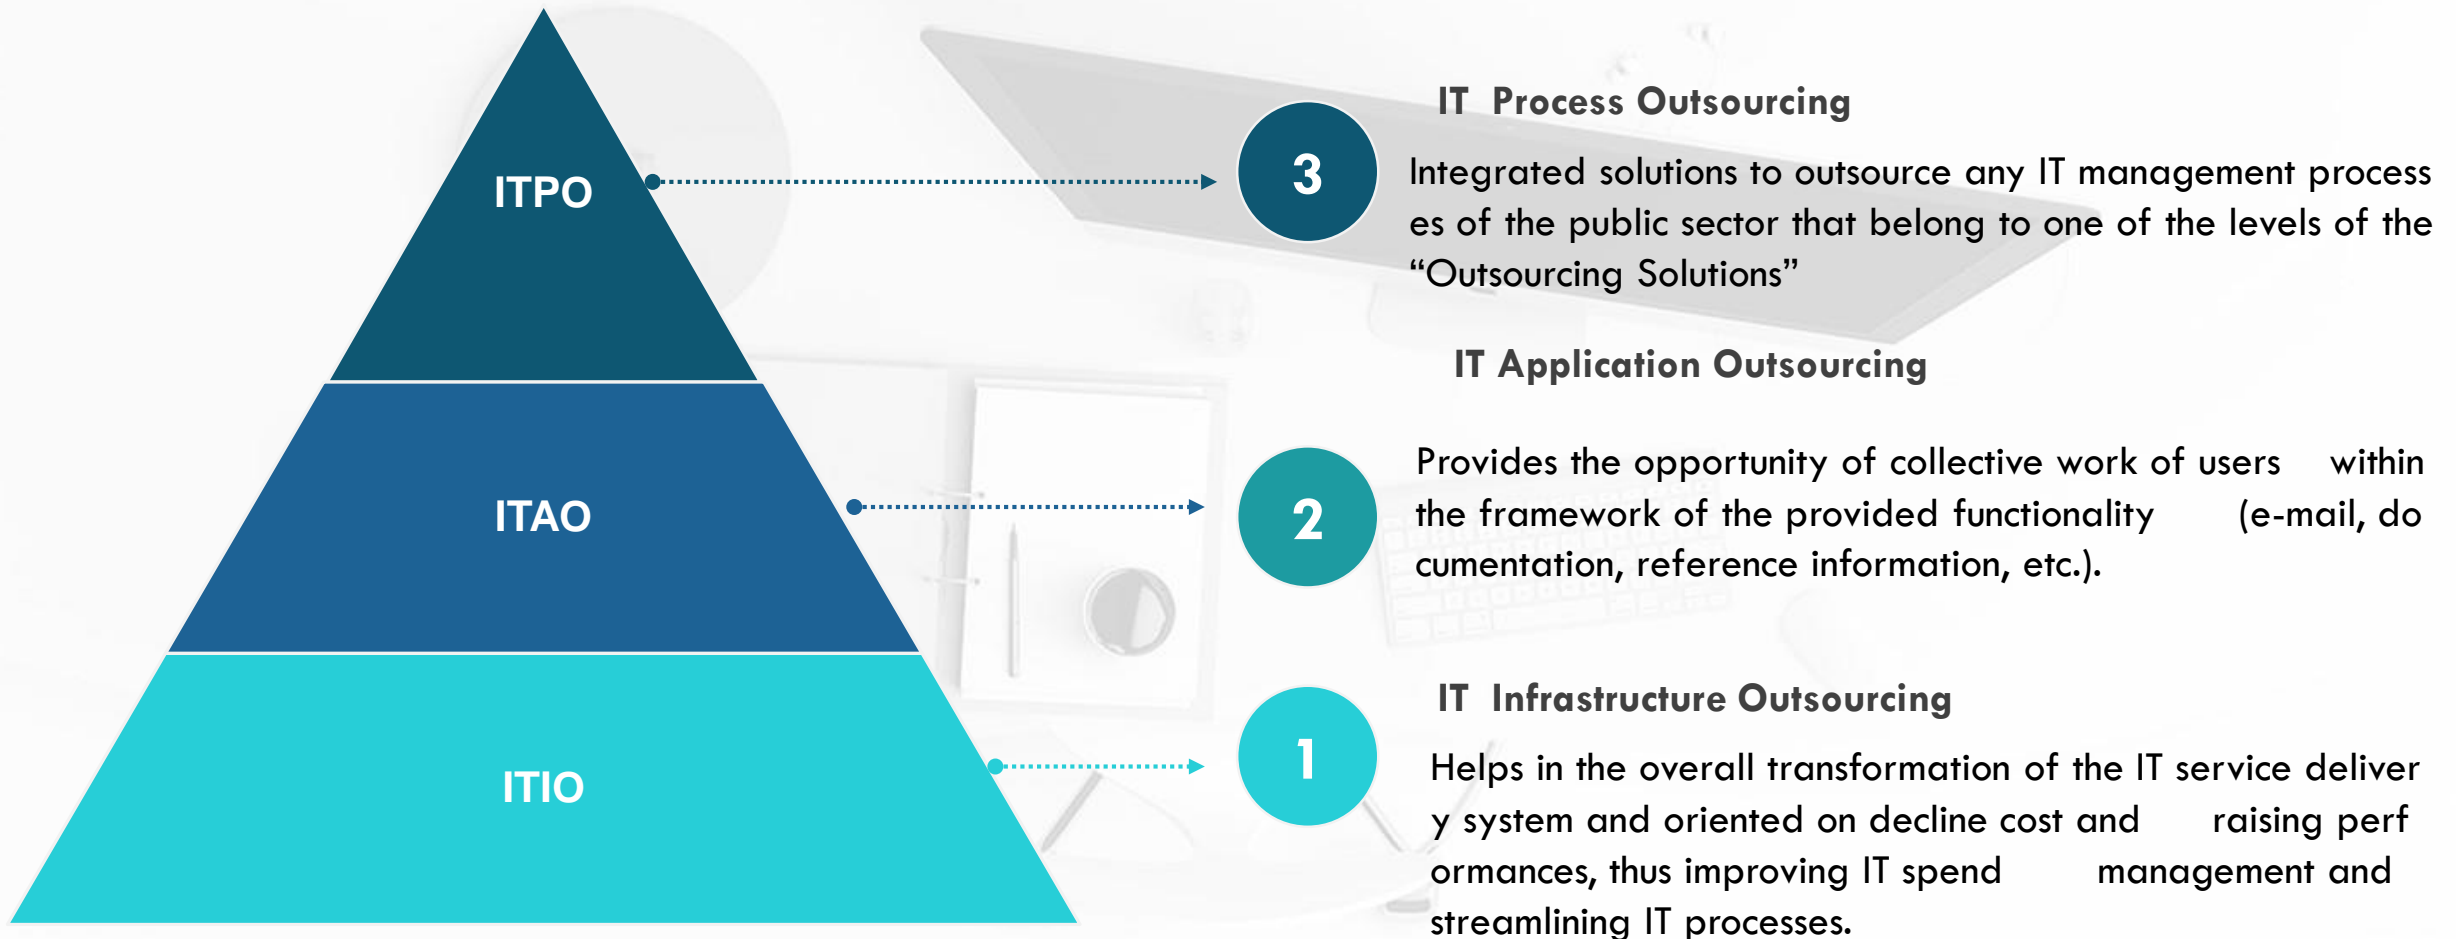 ITPO
3
IT Process Outsourcing
Integrated solutions to outsource any IT management process
es of the public sector that belong to one of the levels of the
“Outsourcing Solutions”
ITAO
2
IT Application Outsourcing
Provides the opportunity of collective work of users within
the framework of the provided functionality (e-mail, do
cumentation, reference information, etc.).
ITIO
1
IT Infrastructure Outsourcing
Helps in the overall transformation of the IT service deliver
y system and oriented on decline cost and raising perf
ormances, thus improving IT spend management and
streamlining IT processes.